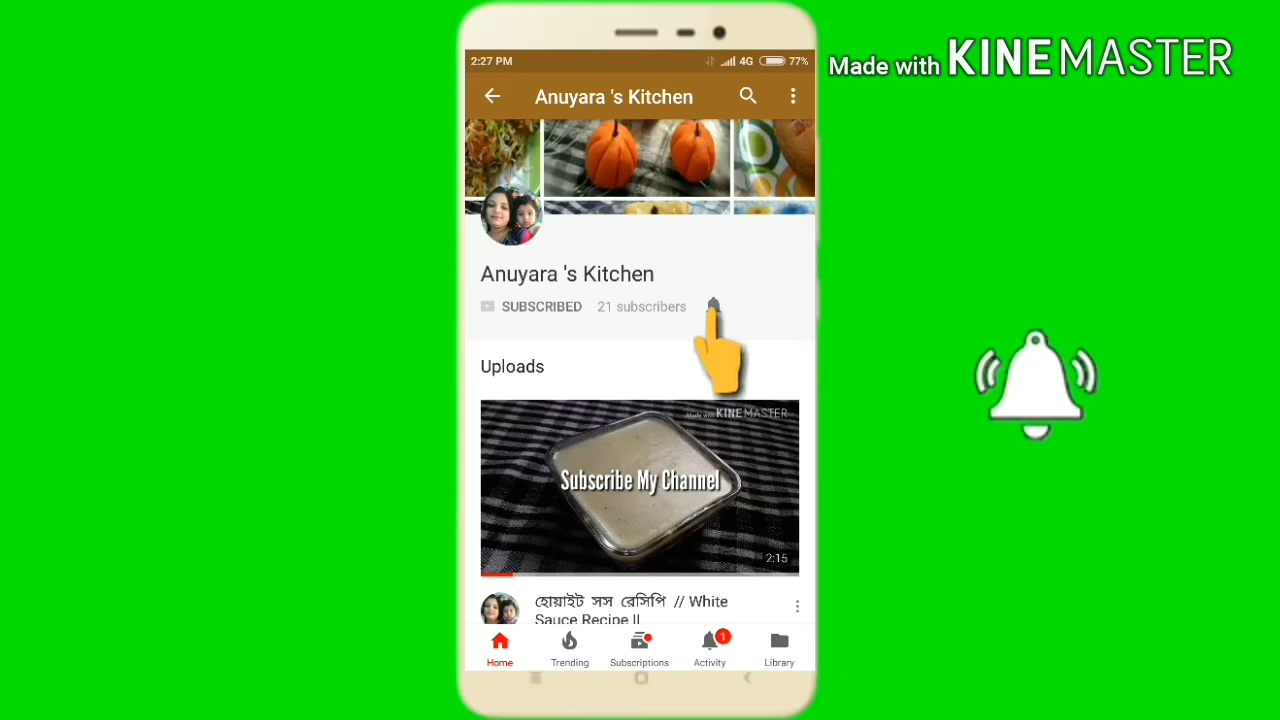 Made with KINEMASTER
2:27 PM 4G 77%
Anuyara 's Kitchen
Anuyara 's Kitchen
SUBSCRIBED 21 subscribers
Uploads
Made with KINEMASTER
Subscribe My Channel
2:15
হোয়াইট সস রেসিপি // White
Sauce Recipe ||
1
Home Trending Subscriptions Activity Library